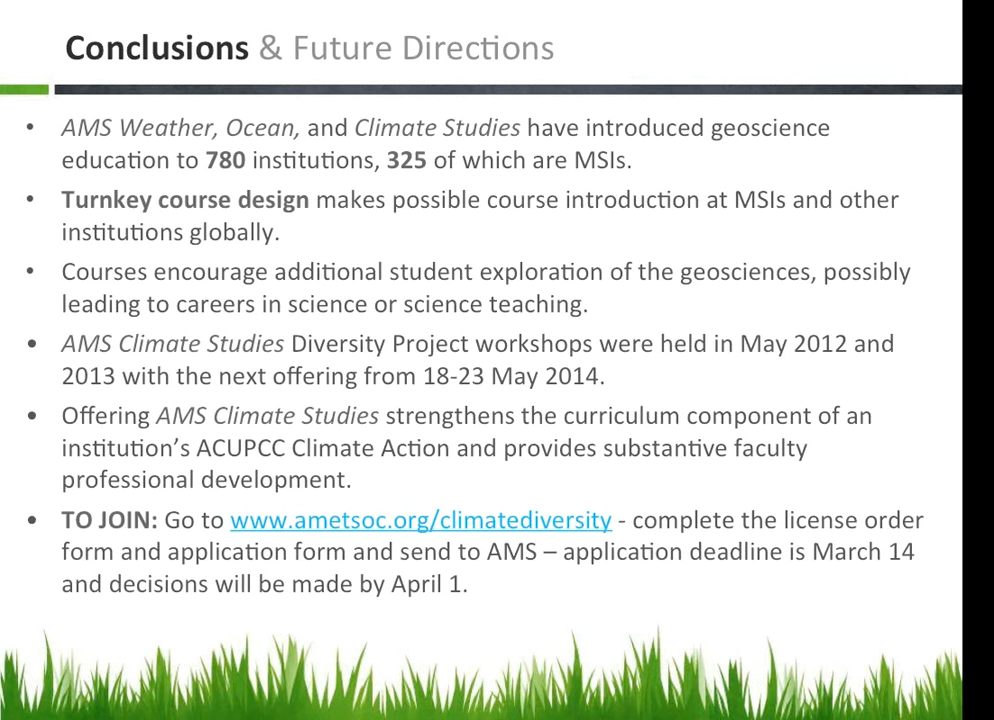 Conclusions & Future Directions
• AMS Weather, Ocean, and Climate Studies have introduced geoscience
education to 780 institutions, 325 of which are MSIs.
• Turnkey course design makes possible course introduction at MSIs and other
institutions globally.
• Courses encourage additional student exploration of the geosciences, possibly
leading to careers in science or science teaching.
• AMS Climate Studies Diversity Project workshops were held in May 2012 and
2013 with the next offering from 18-23 May 2014.
• Offering AMS Climate Studies strengthens the curriculum component of an
institution’s ACUPCC Climate Action and provides substantive faculty
professional development.
• TO JOIN: Go to www.ametsoc.org/climatediversity - complete the license order
form and application form and send to AMS – application deadline is March 14
and decisions will be made by April 1.